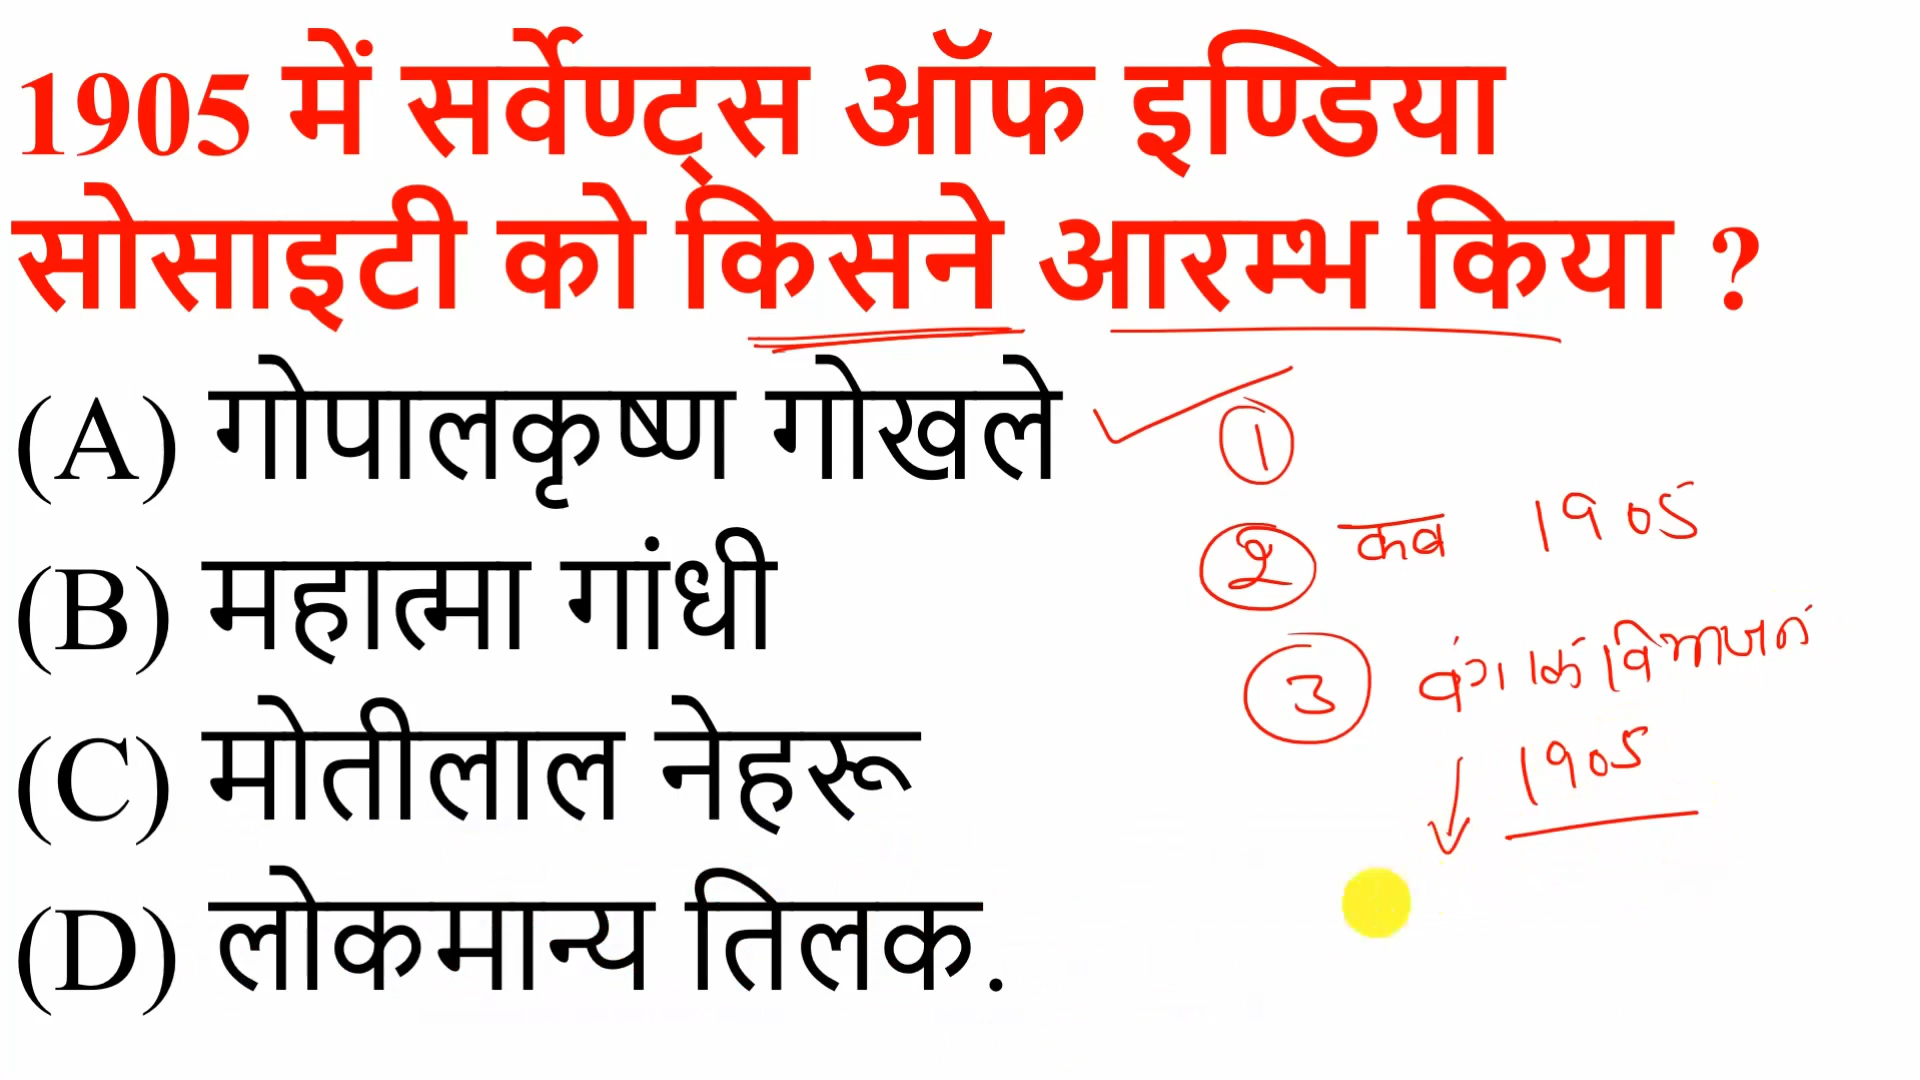 1905 में सर्वेण्ट्स ऑफ इण्डिया
सोसाइटी को किसने आरम्भ किया ?
(A) गोपालकृष्ण गोखले
1
2 कब 1905
(B) महात्मा गांधी
3 विभाजन
1905
(C) मोतीलाल नेहरू
(D) लोकमान्य तिलक.